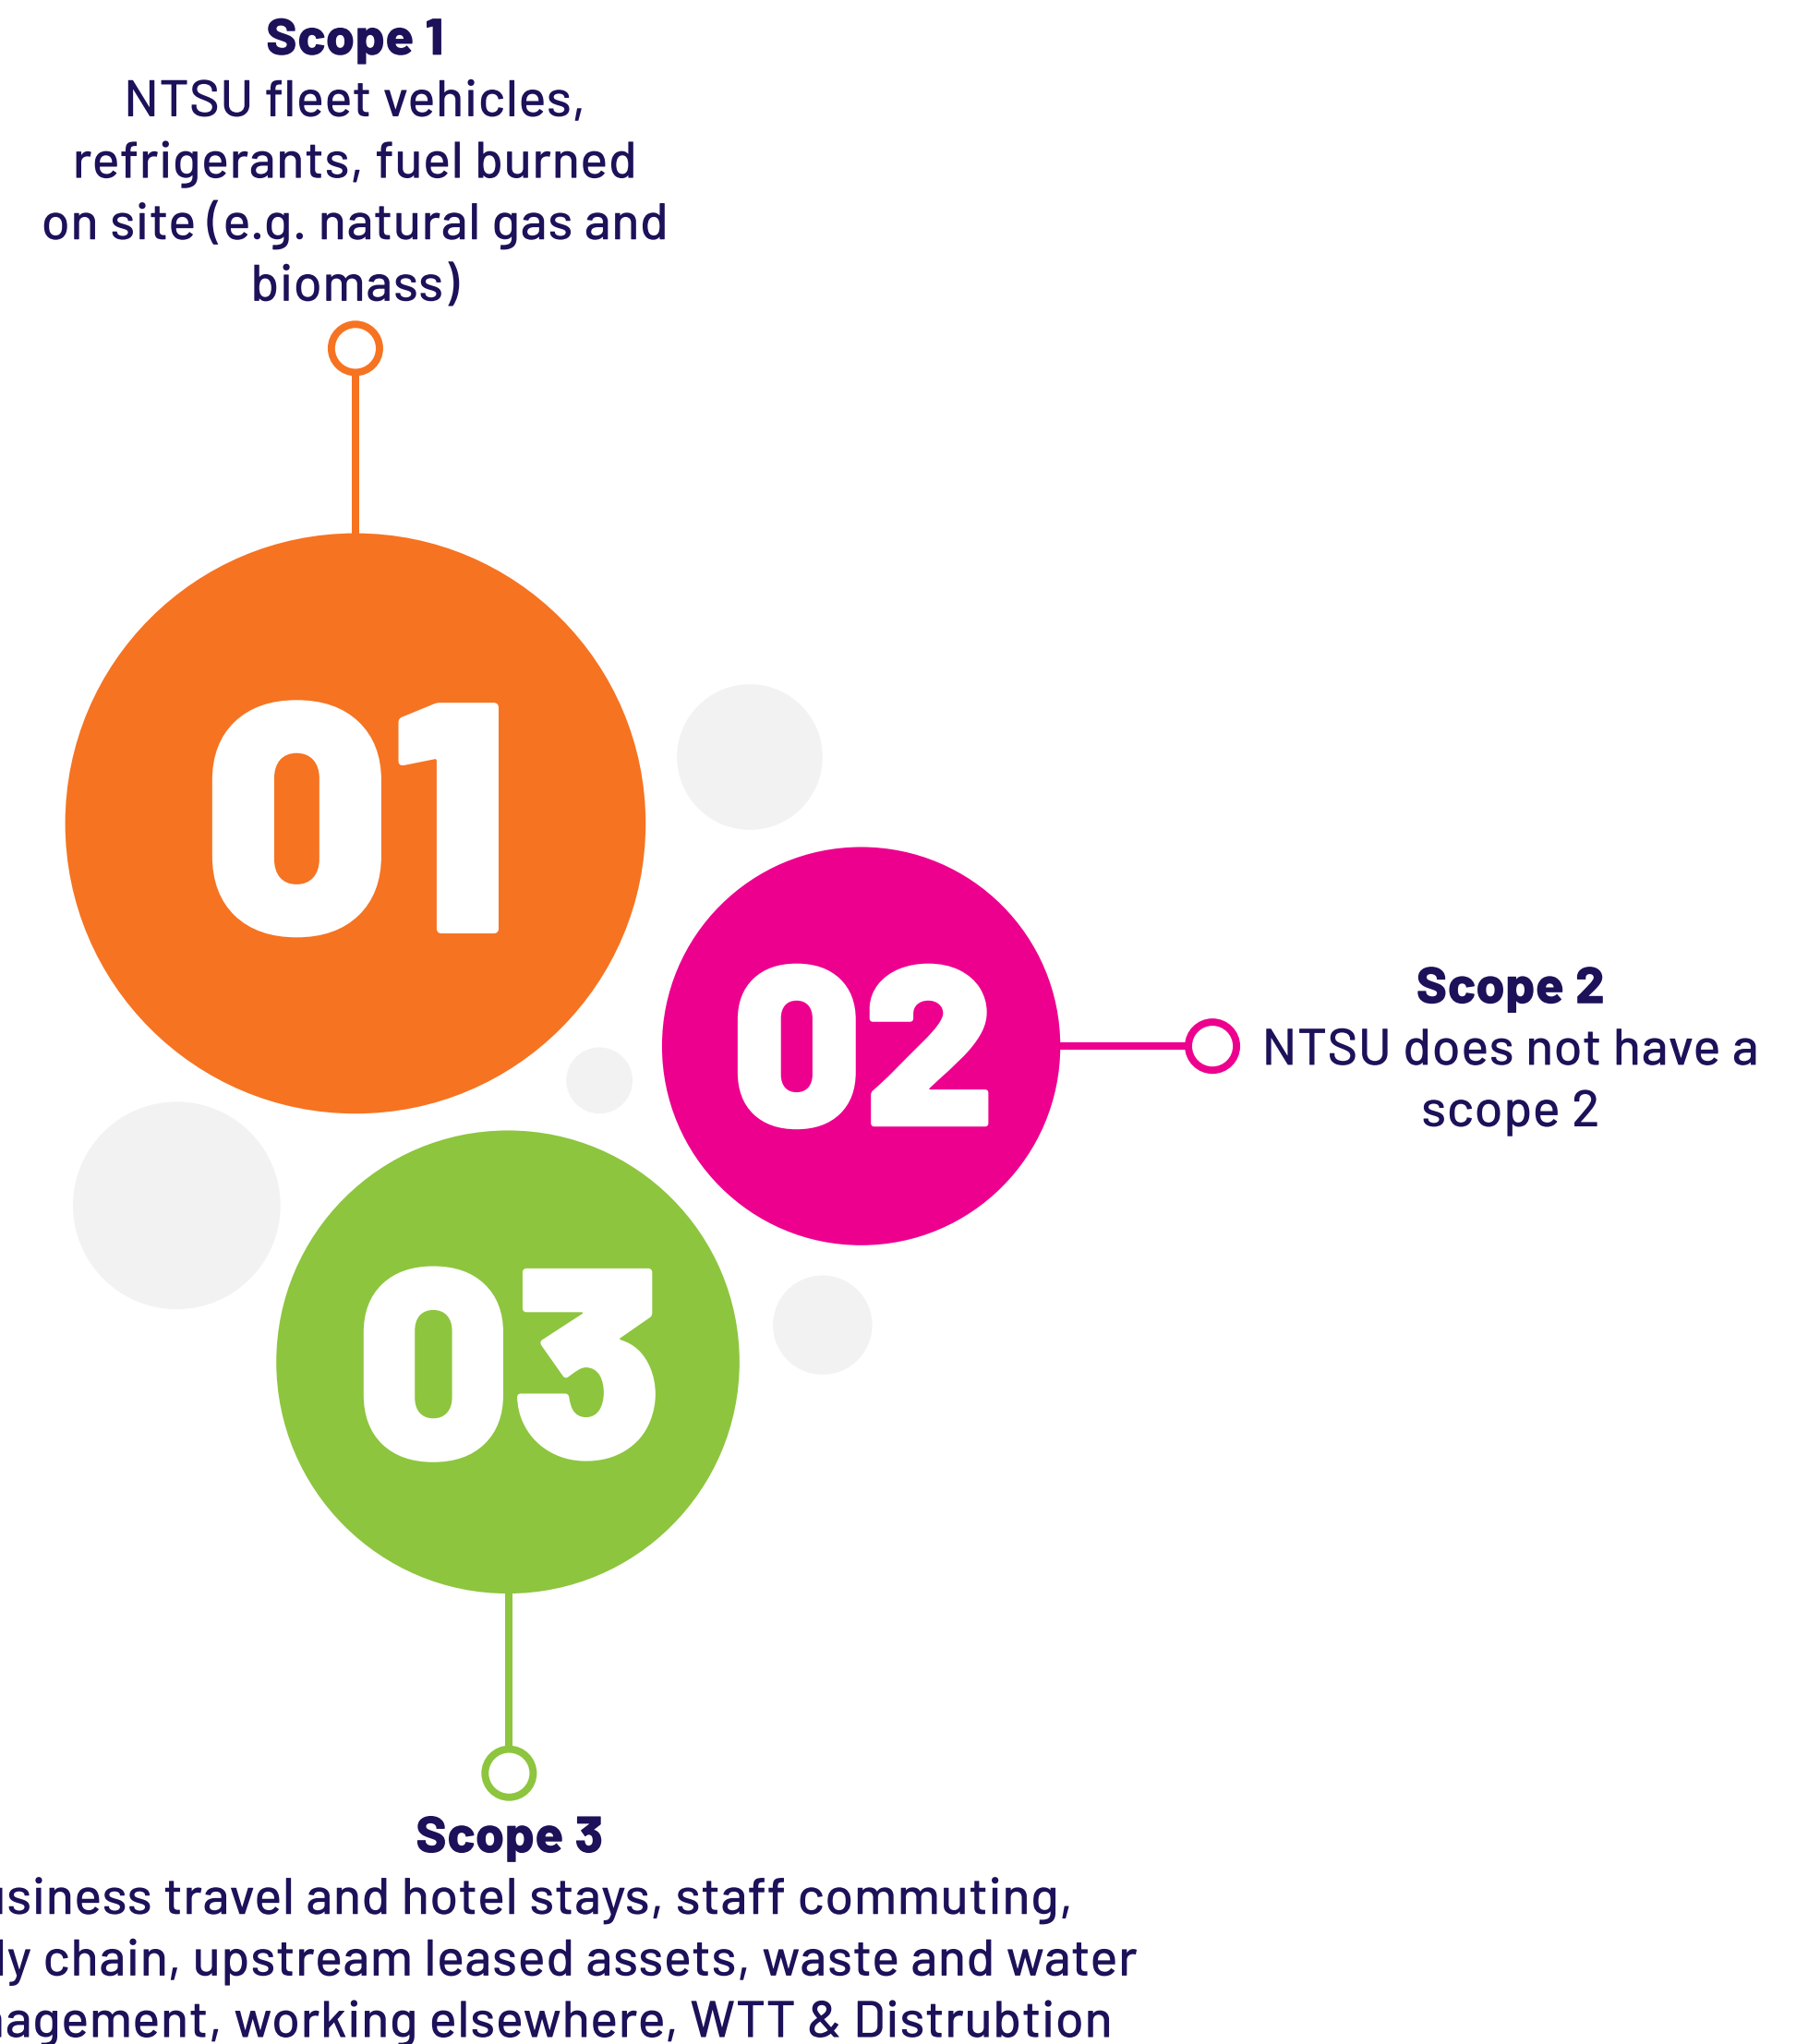 Scope 1
NTSU fleet vehicles,
refrigerants, fuel burned
on site (e.g. natural gas and
biomass)
01
02
Scope 2
NTSU does not have a
scope 2
03
Scope 3
travel and hotel stays, staff commuting,
chain, upstream leased assets, waste and water
working elsewhere, WTT & Distrubtion